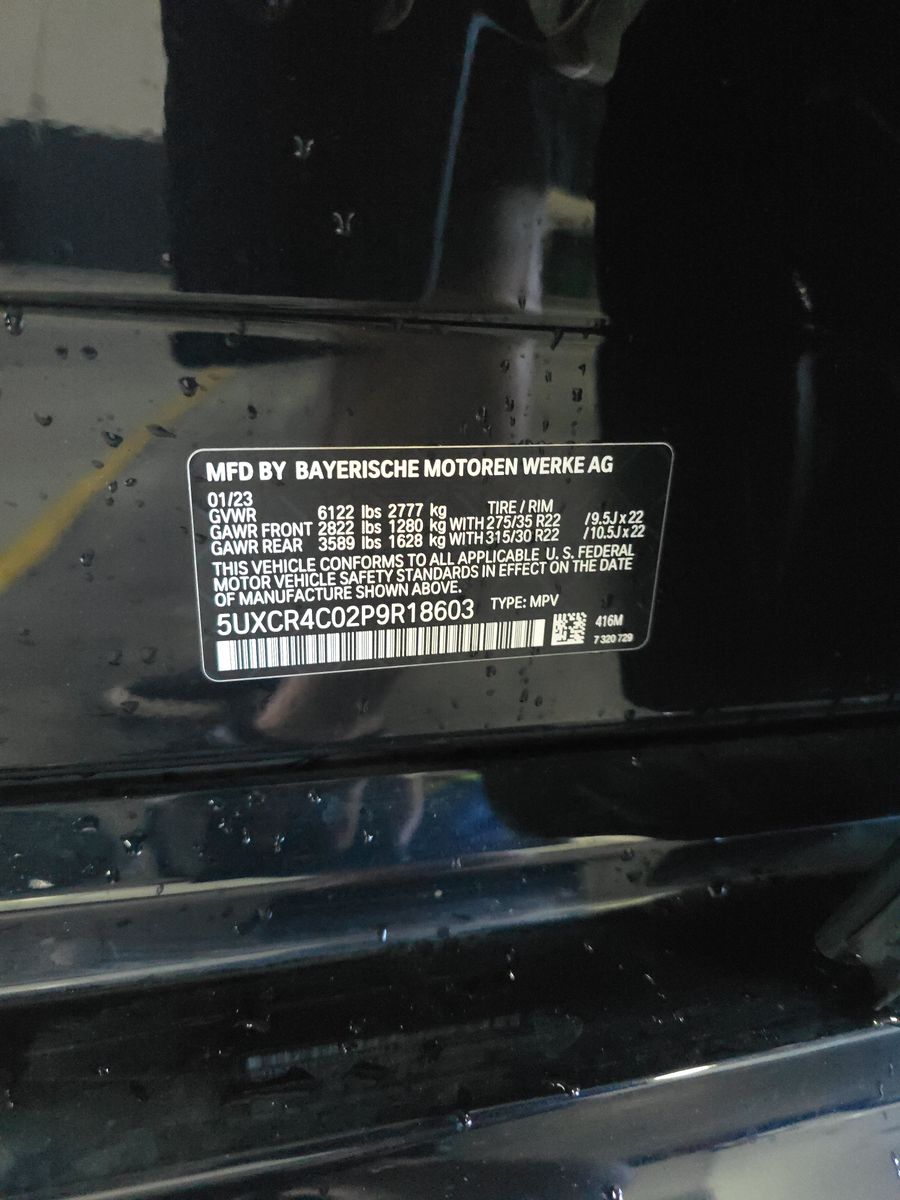 MFD BY BAYERISCHE MOTOREN WERKE AG
01/23 TIRE / RIM
GVWR 6122 lbs 2777 kg
GAWR FRONT 2822 lbs 1280 kg WITH 275/35 R22 /9.5J x 22
GAWR REAR 3589 lbs 1628 kg WITH 315/30 R22 /10.5J x 22
THIS VEHICLE CONFORMS TO ALL APPLICABLE U. S. FEDERAL
MOTOR VEHICLE SAFETY STANDARDS IN EFFECT ON THE DATE
OF MANUFACTURE SHOWN ABOVE.
5UXCR4C02P9R18603 TYPE: MPV
416M
7 320 729